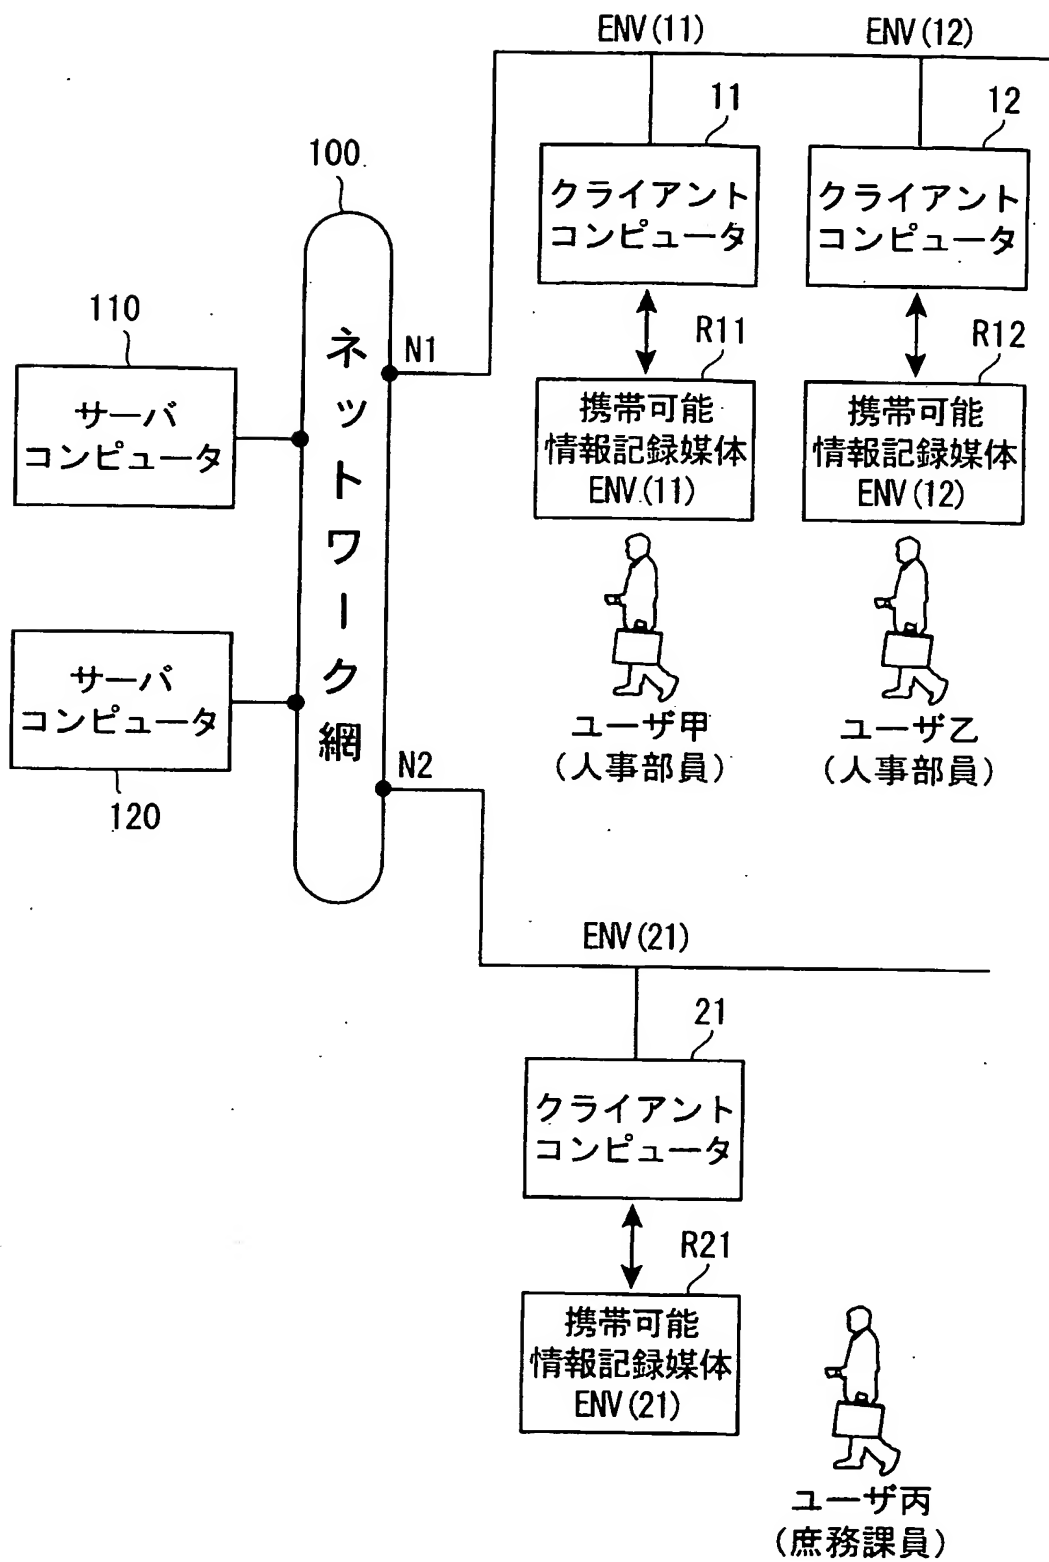 ENV(11)
ENV(12)
11
12
100
クライアント
コンピュータ
クライアント
コンピュータ
110
N1
R11
R12
サーバ
コンピュータ
ネットワーク網
携帯可能
情報記録媒体
ENV(11)
携帯可能
情報記録媒体
ENV(12)
サーバ
コンピュータ
120
ユーザ甲
(人事部員)
ユーザ乙
(人事部員)
N2
ENV(21)
21
クライアント
コンピュータ
R21
携帯可能
情報記録媒体
ENV(21)
ユーザ丙
(庶務課員)